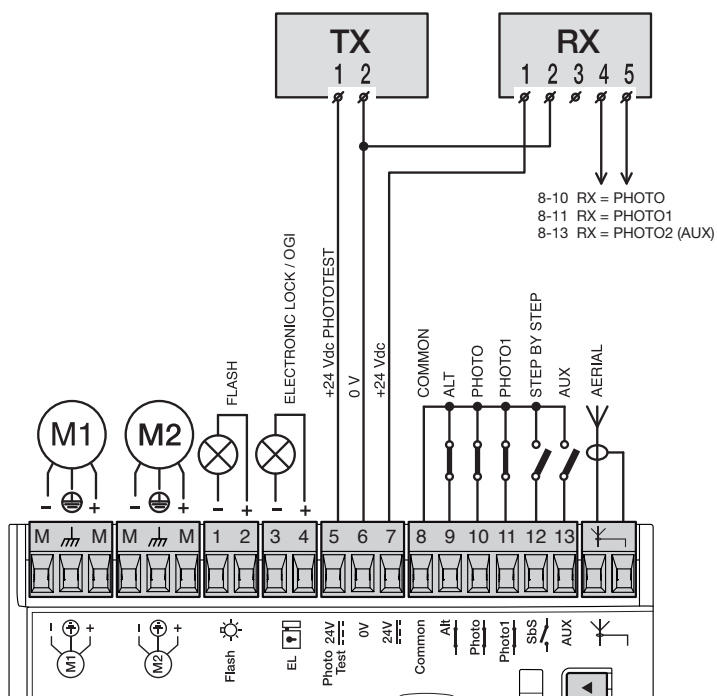 TX
1 2
RX
1 2 3 4 5
8-10 RX = PHOTO
8-11 RX = PHOTO1
8-13 RX = PHOTO2 (AUX)
FLASH
ELECTRONIC LOCK / OGI
+24 Vdc PHOTOTEST
0 V
+24 Vdc
COMMON
ALT
PHOTO
PHOTO1
STEP BY STEP
AUX
AERIAL
M1
M2
- +
- +
- +
- +
M M M M 1 2 3 4 5 6 7 8 9 10 11 12 13
- +
M1
- +
M2
Flash
EL
Photo Test 24V
0V
24V
Common
Alt
Photo
Photo1
SbS
AUX